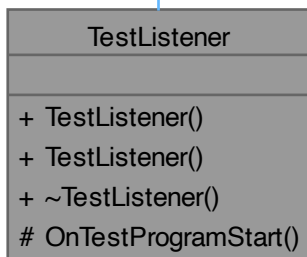 TestListener
+ TestListener()
+ TestListener()
+ ~TestListener()
# OnTestProgramStart()